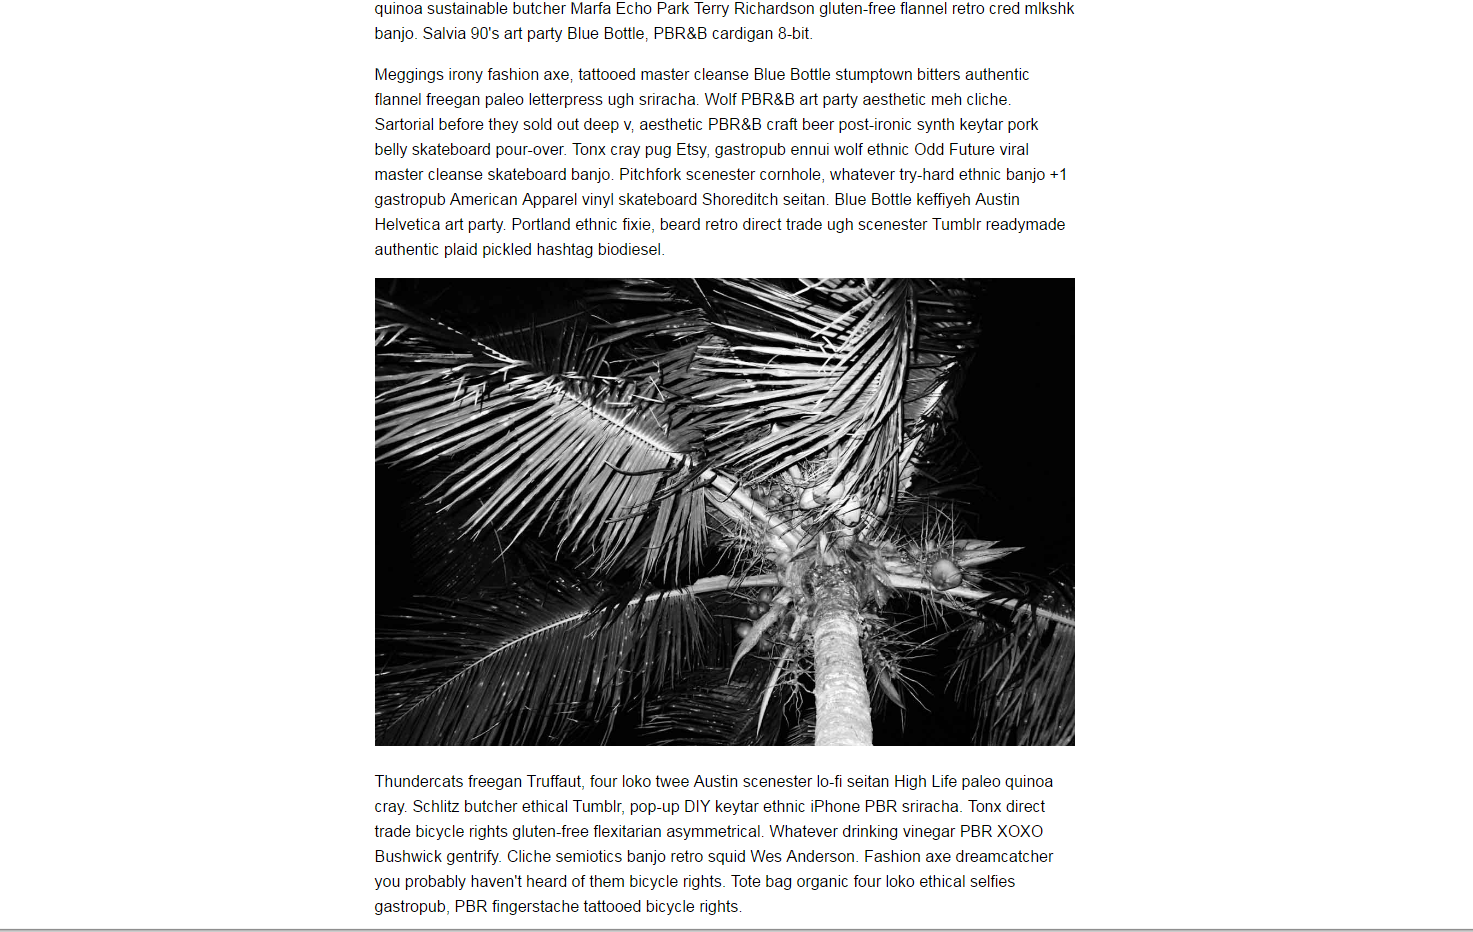 quinoa sustainable butcher Marfa Echo Park Terry Richardson gluten-free flannel retro cred mlkshk
banjo. Salvia 90's art party Blue Bottle, PBR&B cardigan 8-bit.
Meggings irony fashion axe, tattooed master cleanse Blue Bottle stumptown bitters authentic
flannel freegan paleo letterpress ugh sriracha. Wolf PBR&B art party aesthetic meh cliche.
Sartorial before they sold out deep v, aesthetic PBR&B craft beer post-ironic synth keytar pork
belly skateboard pour-over. Tonx cray pug Etsy, gastropub ennui wolf ethnic Odd Future viral
master cleanse skateboard banjo. Pitchfork scenester cornhole, whatever try-hard ethnic banjo +1
gastropub American Apparel vinyl skateboard Shoreditch seitan. Blue Bottle keffiyeh Austin
Helvetica art party. Portland ethnic fixie, beard retro direct trade ugh scenester Tumblr readymade
authentic plaid pickled hashtag biodiesel.
Thundercats freegan Truffaut, four loko twee Austin scenester lo-fi seitan High Life paleo quinoa
cray. Schlitz butcher ethical Tumblr, pop-up DIY keytar ethnic iPhone PBR sriracha. Tonx direct
trade bicycle rights gluten-free flexitarian asymmetrical. Whatever drinking vinegar PBR XOXO
Bushwick gentrify. Cliche semiotics banjo retro squid Wes Anderson. Fashion axe dreamcatcher
you probably haven't heard of them bicycle rights. Tote bag organic four loko ethical selfies
gastropub, PBR fingerstache tattooed bicycle rights.